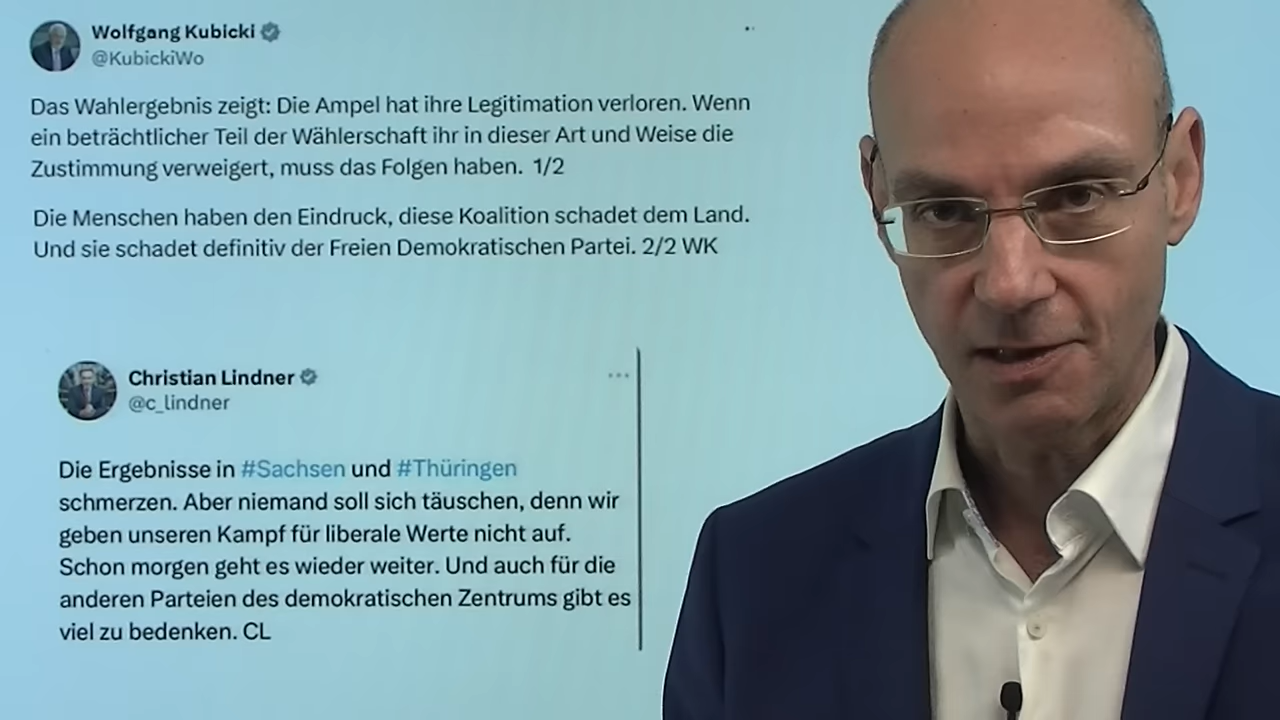 Wolfgang Kubicki
@KubickiWo
Das Wahlergebnis zeigt: Die Ampel hat ihre Legitimation verloren. Wenn
ein beträchtlicher Teil der Wählerschaft ihr in dieser Art und Weise die
Zustimmung verweigert, muss das Folgen haben. 1/2
Die Menschen haben den Eindruck, diese Koalition schadet dem Land.
Und sie schadet definitiv der Freien Demokratischen Partei. 2/2 WK
Christian Lindner
@c_lindner
Die Ergebnisse in #Sachsen und #Thüringen
schmerzen. Aber niemand soll sich täuschen, denn wir
geben unseren Kampf für liberale Werte nicht auf.
Schon morgen geht es wieder weiter. Und auch für die
anderen Parteien des demokratischen Zentrums gibt es
viel zu bedenken. CL